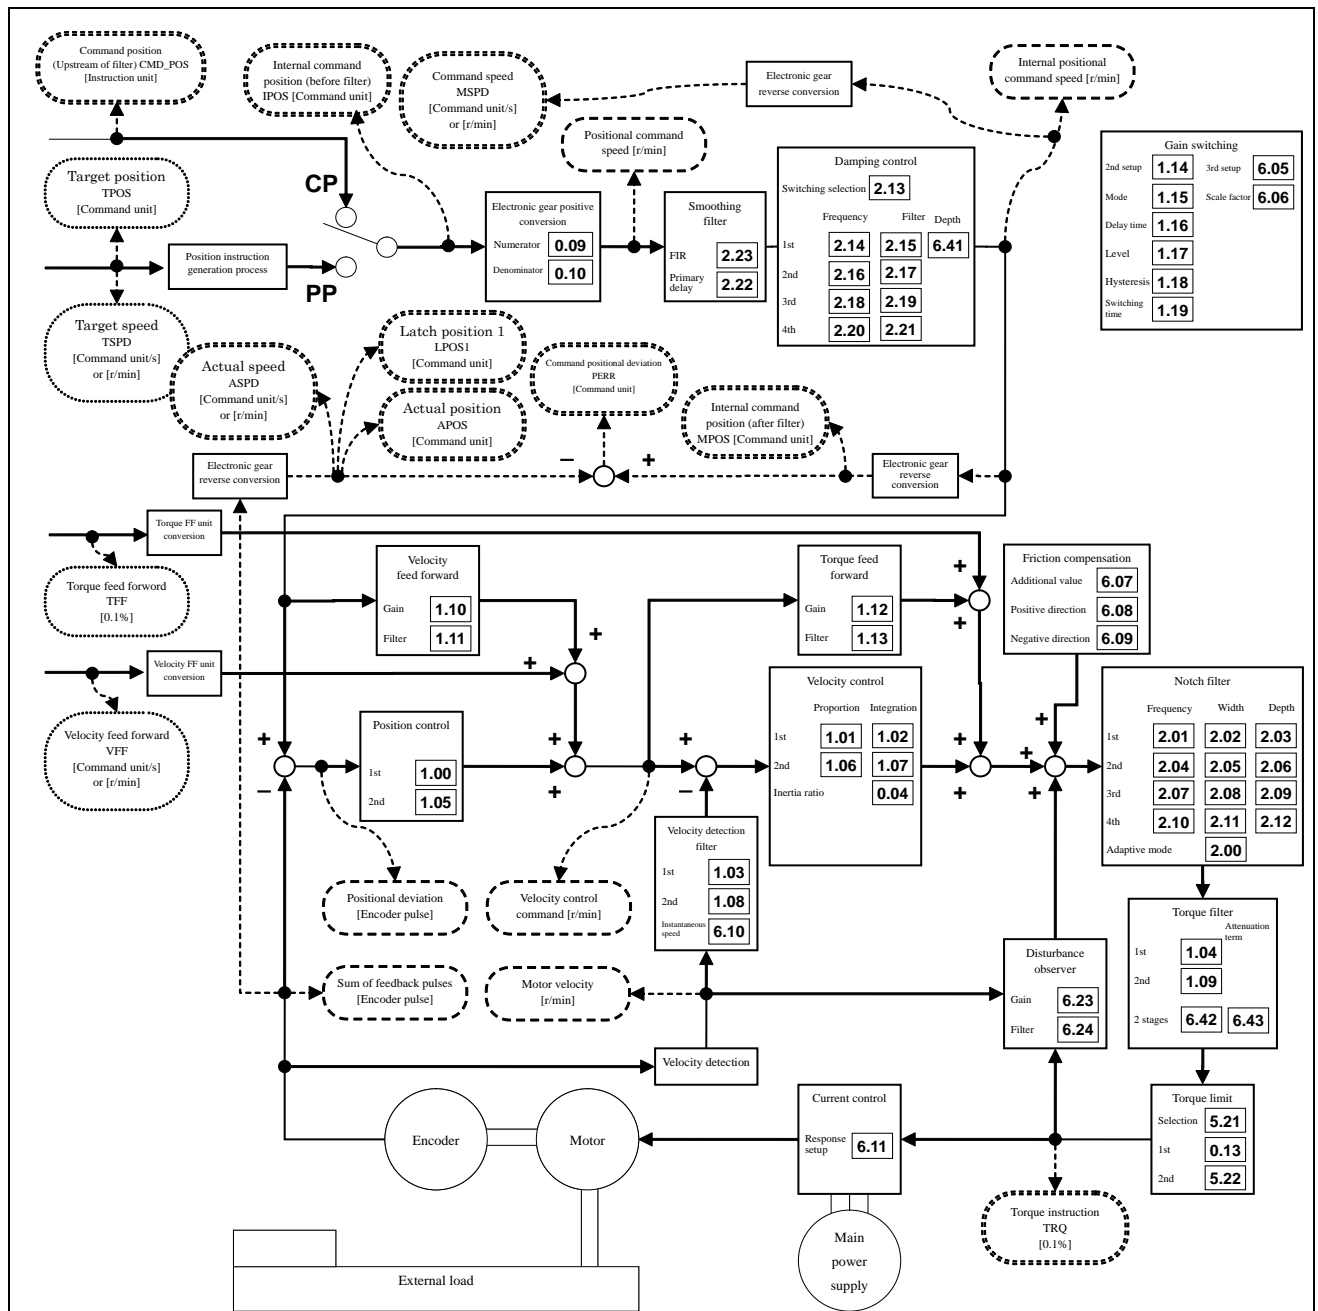 Command position
(Upstream of filter) CMD_POS
[Instruction unit]
Internal command
position (before filter)
IPOS [Command unit]
Command speed
MSPD
[Command unit/s]
or [r/min]
Electronic gear
reverse conversion
Internal positional
command speed [r/min]
Positional command
speed [r/min]
Target position
TPOS
[Command unit]
CP
PP
Position instruction
generation process
Target speed
TSPD
[Command unit/s]
or [r/min]
Electronic gear positive
conversion
Numerator 0.09
Denominator 0.10
Smoothing
filter
FIR 2.23
Primary
delay 2.22
Damping control
Switching selection 2.13
Frequency Filter Depth
1st 2.14 2.15 6.41
2nd 2.16 2.17
3rd 2.18 2.19
4th 2.20 2.21
Gain switching
2nd setup 1.14 3rd setup 6.05
Mode 1.15 Scale factor 6.06
Delay time 1.16
Level 1.17
Hysteresis 1.18
Switching
time 1.19
Actual speed
ASPD
[Command unit/s]
or [r/min]
Latch position 1
LPOS1
[Command unit]
Actual position
APOS
[Command unit]
Command positional deviation
PERR
[Command unit]
Internal command
position (after filter)
MPOS [Command unit]
Electronic gear
reverse conversion
− +
Electronic gear
reverse
conversion
Torque FF unit
conversion
Torque feed forword
TFF
[0.1%]
Velocity
feed forward
Gain 1.10
Filter 1.11
Torque feed
forward
Gain 1.12
Filter 1.13
+
+
Friction compensation
Additional value 6.07
Positive direction 6.08
Negative direction 6.09
Velocity FF unit
conversion
+
+
Velocity feed forward
VFF
[Command unit/s]
or [r/min]
+
−
Position control
1st 1.00
2nd 1.05
+
+
+
−
Velocity control
Proportion Integration
1st 1.01 1.02
2nd 1.06 1.07
Inertia ratio 0.04
+
+
+
+
+
Notch filter
Frequency Width Depth
1st 2.01 2.02 2.03
2nd 2.04 2.05 2.06
3rd 2.07 2.08 2.09
4th 2.10 2.11 2.12
Adaptive mode 2.00
Velocity detection
filter
1st 1.03
2nd 1.08
Instantaneous
speed 6.10
Positional deviation
[Encoder pulse]
Velocity control
command [r/min]
Torque filter
Attenuation
term
1st 1.04
2nd 1.09
2 stages 6.42 6.43
Disturbance
observer
Gain 6.23
Filter 6.24
Sum of feedback pulses
[Encoder pulse]
Motor velocity
[r/min]
Velocity detection
Encoder
Motor
Current control
Response
setup 6.11
Torque limit
Selection 5.21
1st 0.13
2nd 5.22
Torque instruction
TRQ
[0.1%]
Main
power
supply
External load